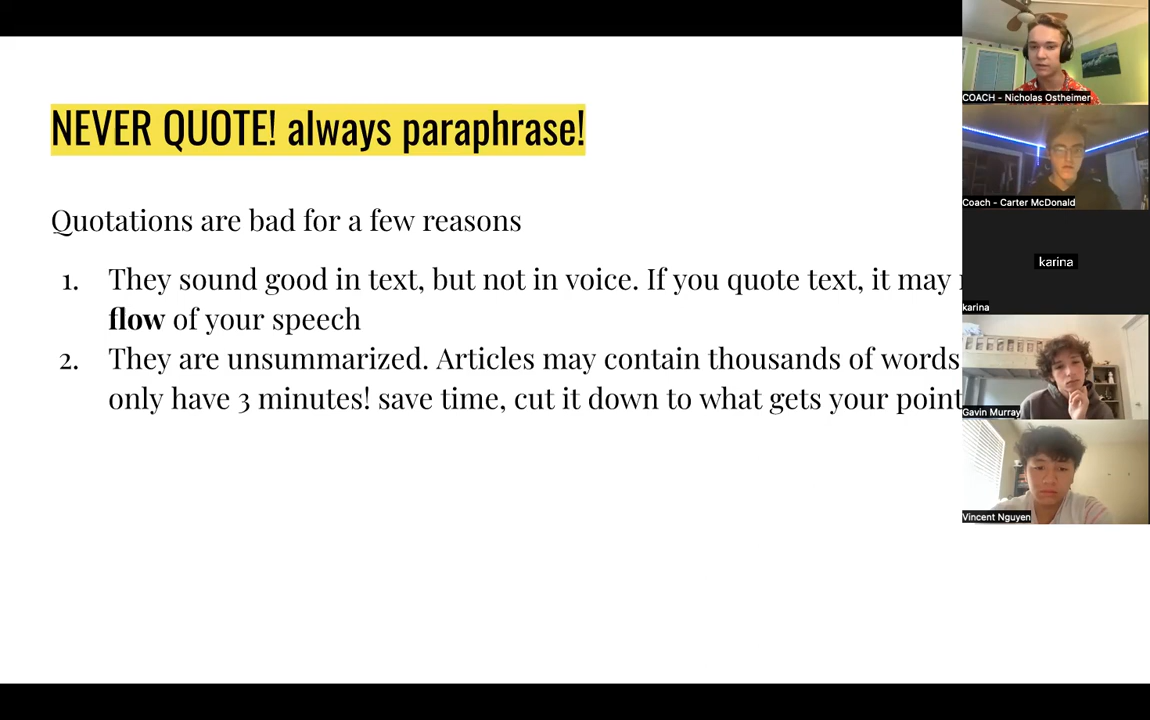 NEVER QUOTE! always paraphrase!
Quotations are bad for a few reasons
1. They sound good in text, but not in voice. If you quote text, it may
flow of your speech
2. They are unsummarized. Articles may contain thousands of words
only have 3 minutes! save time, cut it down to what gets your point
COACH - Nicholas Ostheimer
Coach - Carter McDonald
karina
karina
Gavin Murray
Vincent Nguyen